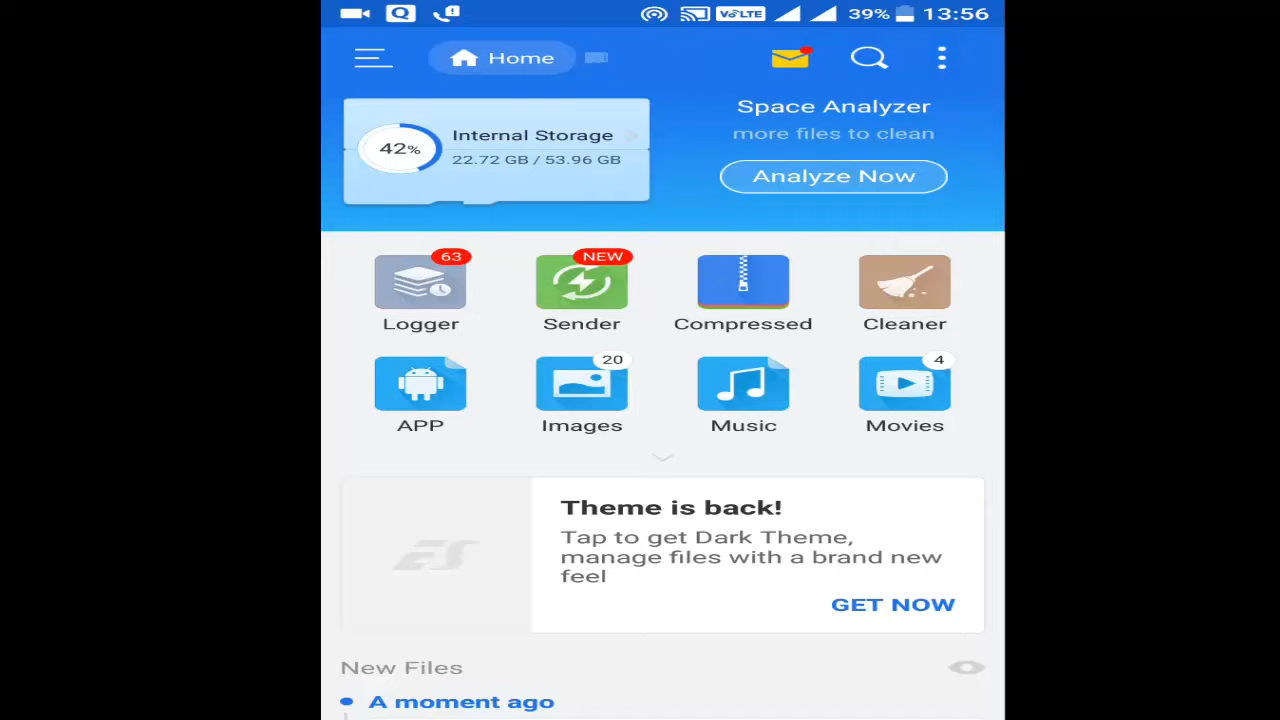 Q
VoLTE
39%
13:56
Home
Space Analyzer
more files to clean
Analyze Now
42%
Internal Storage
22.72 GB / 53.96 GB
63
NEW
Logger
Sender
Compressed
Cleaner
20
4
APP
Images
Music
Movies
ES
Theme is back!
Tap to get Dark Theme,
manage files with a brand new
feel
GET NOW
New Files
A moment ago